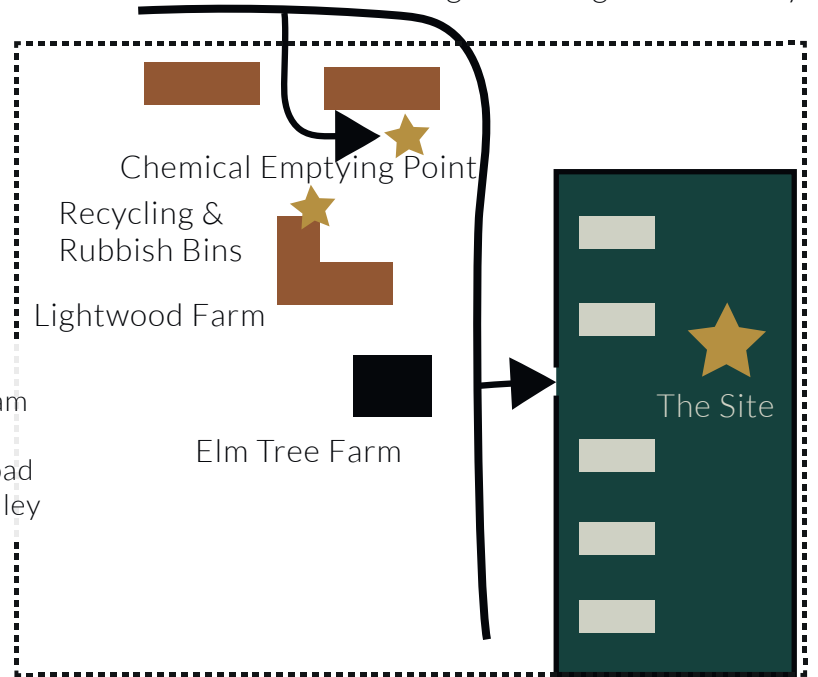 Chemical Emptying Point
Recycling &
Rubbish Bins
Lightwood Farm
The Site
Elm Tree Farm